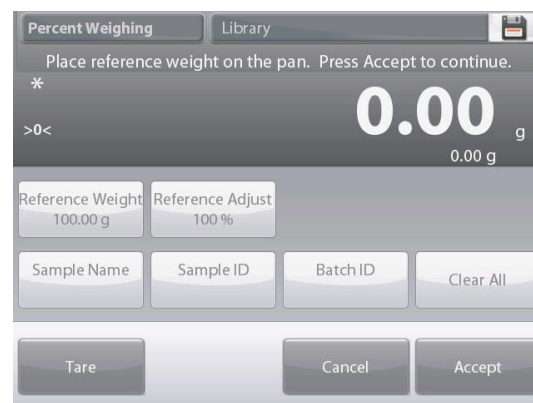 Percent Weighing
Library
Place reference weight on the pan. Press Accept to continue.
*
>0<
0.00 g
0.00 g
Reference Weight
100.00 g
Reference Adjust
100 %
Sample Name
Sample ID
Batch ID
Clear All
Tare
Cancel
Accept